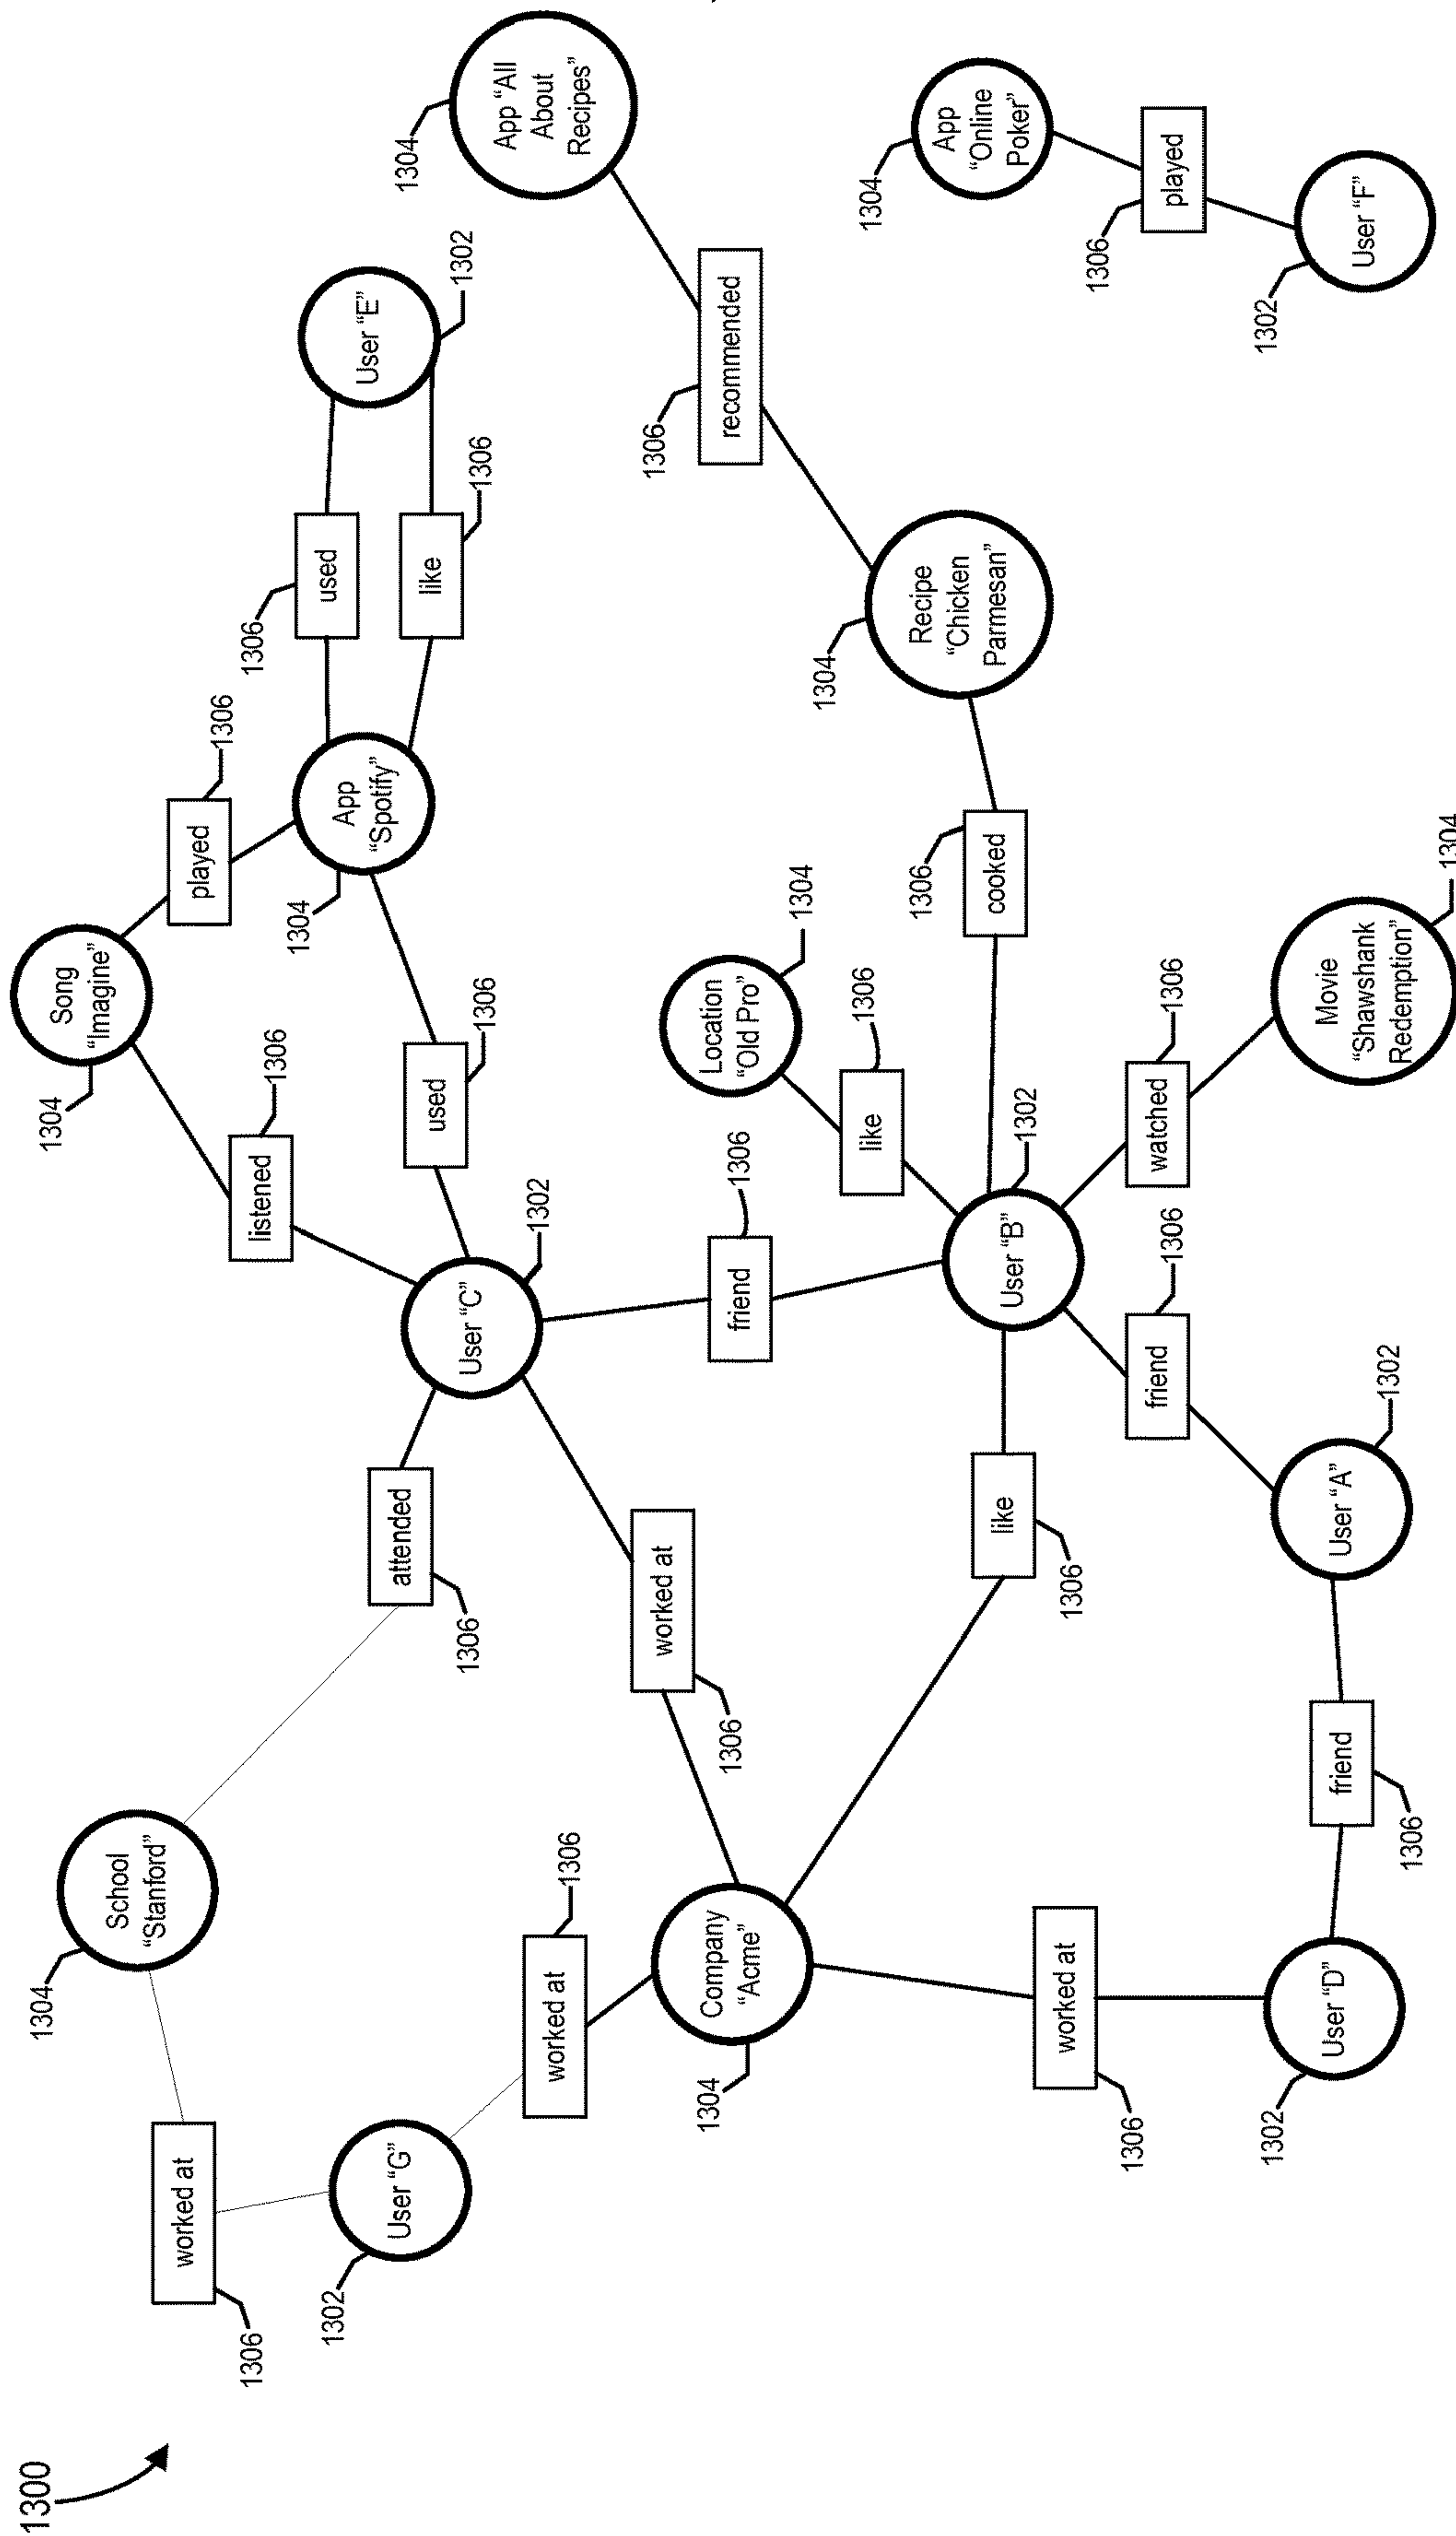 1300
1306
worked at
1304
School
“Stanford”
1302
User “G”
1306
attended
1304
Song
“Imagine”
1306
listened
played
1306
1306
used
User “E”
1302
like
1306
App
“Spotify”
1304
used
1306
User “C”
1302
worked at
1306
1306
worked at
Company
“Acme”
1304
friend
1306
1304
App “All
About
Recipes”
1306
recommended
1304
Recipe
“Chicken
Parmesan”
1306
cooked
Location
“Old Pro”
1304
like
1306
User “B”
1302
like
1306
watched
1306
Movie
“Shawshank
Redemption”
1304
friend
1306
User “A”
1302
friend
1306
worked at
1306
User “D”
1302
1304
App
“Online
Poker”
1306
played
1302
User “F”